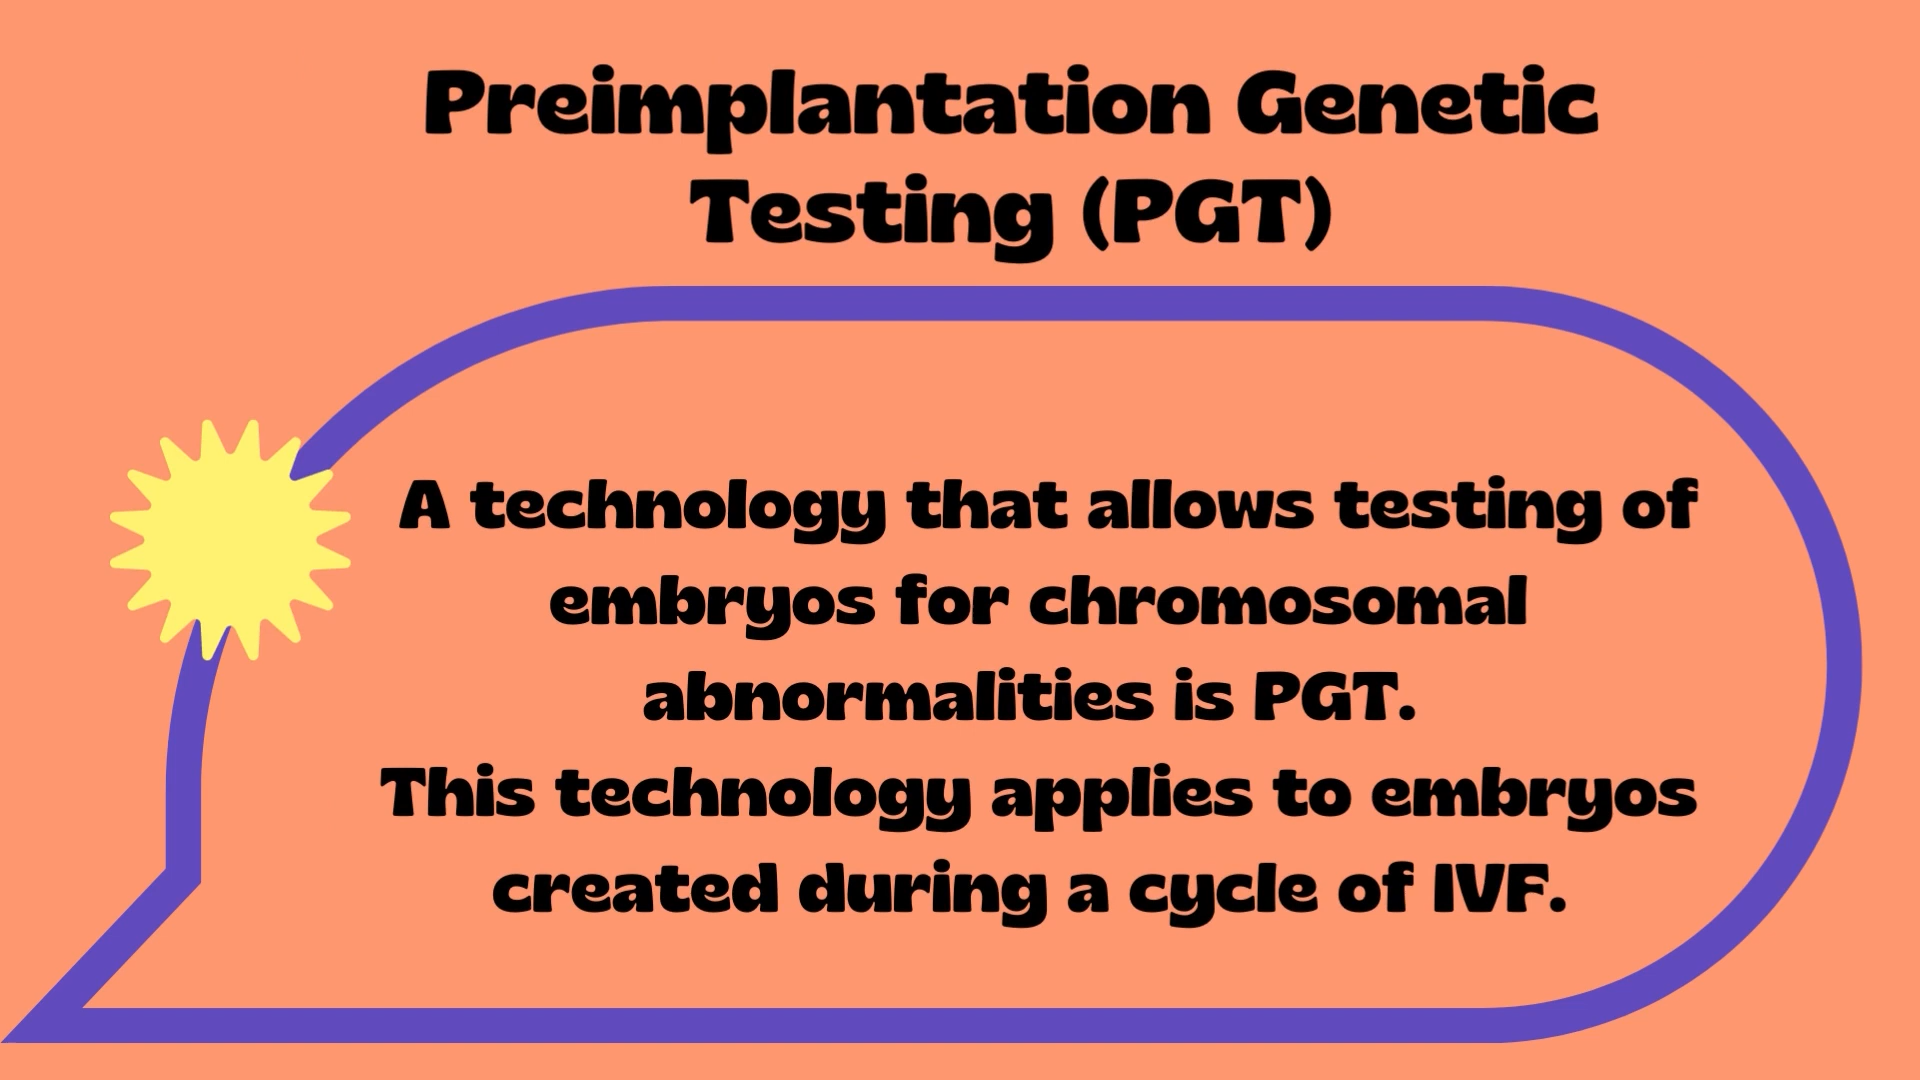 Preimplantation Genetic
Testing (PGT)
A technology that allows testing of
embryos for chromosomal
abnormalities is PGT.
This technology applies to embryos
created during a cycle of IVF.